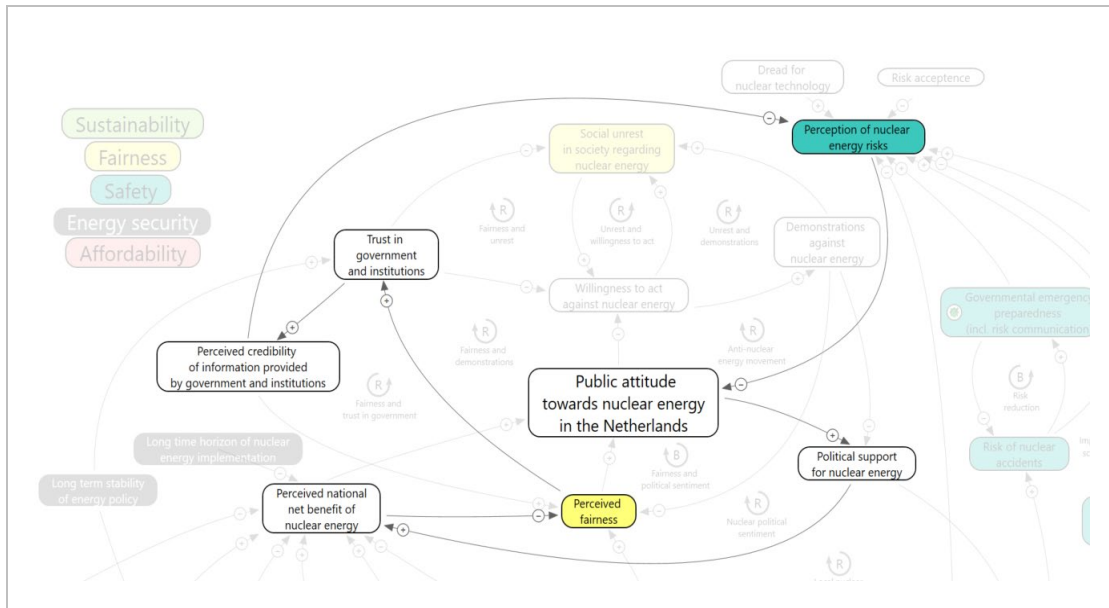 Dread for
nuclear technology
Risk acceptance
Sustainability
Fairness
Safety
Energy security
Affordability
Social unrest
in society regarding
nuclear energy
Perception of nuclear
energy risks
R
Fairness and
unrest
R
Unrest and
willingness to act
R
Unrest and
demonstrations
Demonstrations
against
nuclear energy
Trust in
government
and institutions
Willingness to act
against nuclear energy
Governmental emergency
preparedness
(incl. risk communication)
Perceived credibility
of information provided
by government and institutions
R
Fairness and
demonstrations
R
Anti-nuclear
energy movement
R
Fairness and
trust in government
Public attitude
towards nuclear energy
in the Netherlands
B
Risk
reduction
Long time horizon of nuclear
energy implementation
Long term stability
of energy policy
B
Fairness and
political sentiment
Political support
for nuclear energy
Risk of nuclear
accidents
Perceived national
net benefit of
nuclear energy
Perceived
fairness
R
Nuclear political
sentiment
R